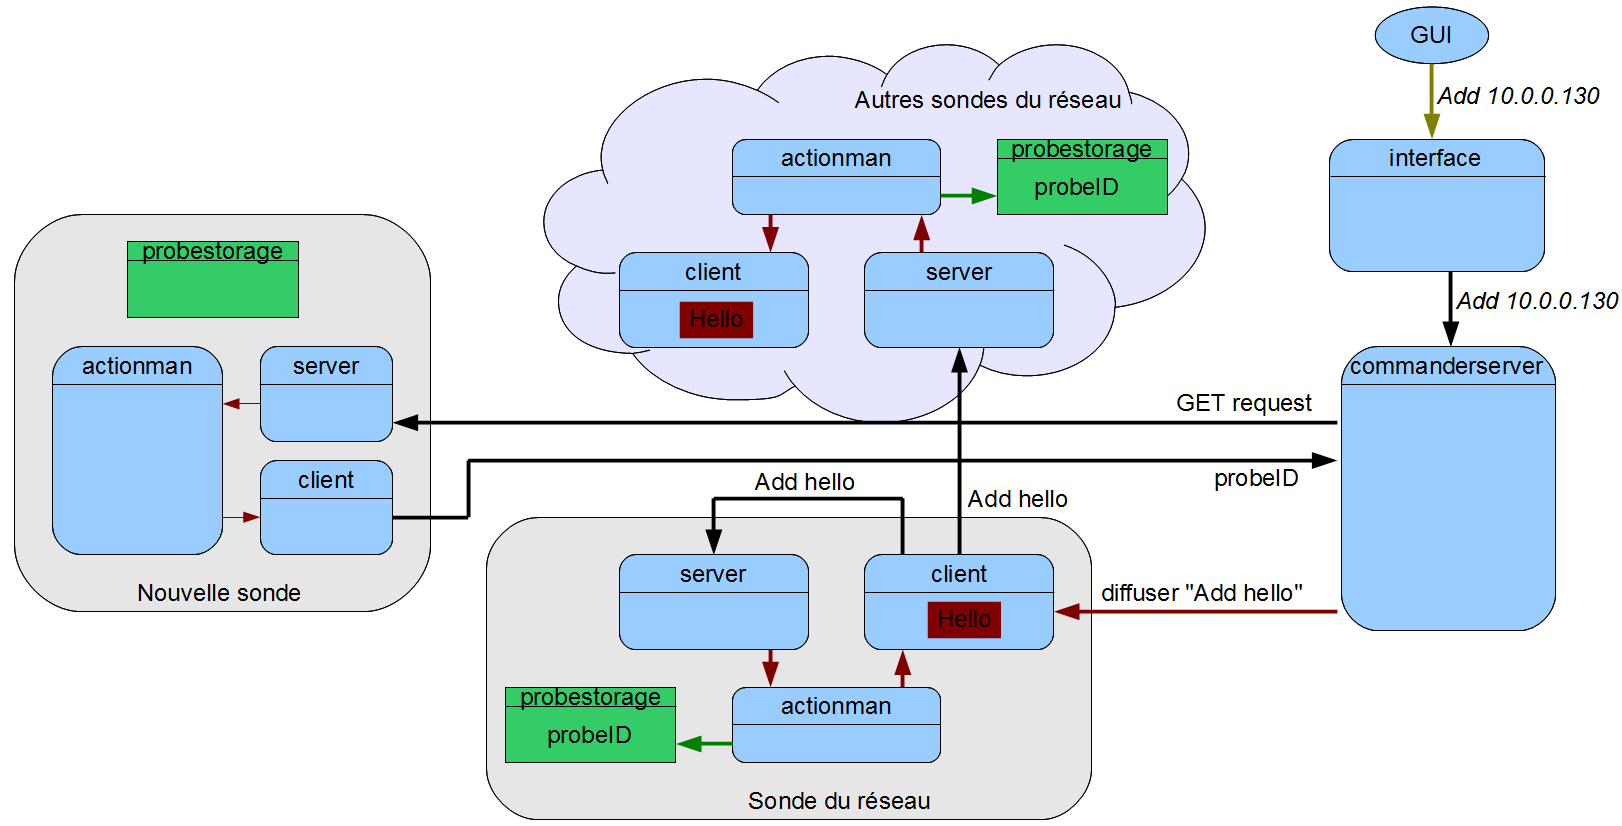 GUI
Add 10.0.0.130
Autres sondes du réseau
actionman
probestorage
probeID
interface
client
Hello
server
Add 10.0.0.130
probestorage
actionman
server
client
Nouvelle sonde
commanderserver
GET request
probeID
Add hello
Add hello
server
client
Hello
diffuser "Add hello"
probestorage
probeID
actionman
Sonde du réseau